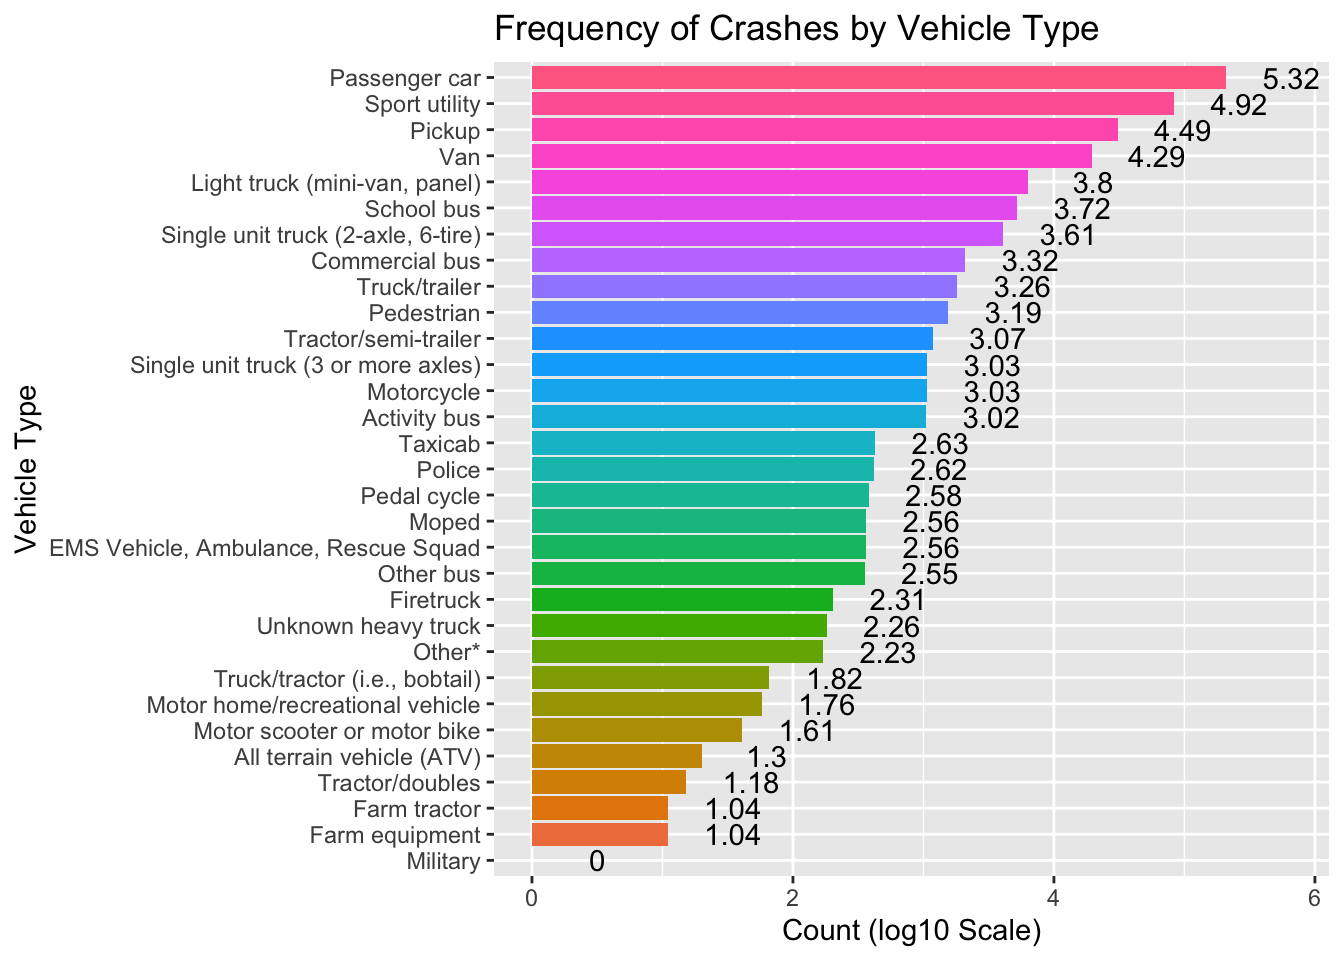 Frequency of Crashes by Vehicle Type
Passenger car 5.32
Sport utility 4.92
Pickup 4.49
Van 4.29
Light truck (mini-van, panel) 3.8
School bus 3.72
Single unit truck (2-axle, 6-tire) 3.61
Commercial bus 3.32
Truck/trailer 3.26
Pedestrian 3.19
Tractor/semi-trailer 3.07
Single unit truck (3 or more axles) 3.03
Motorcycle 3.03
Activity bus 3.02
Taxicab 2.63
Police 2.62
Pedal cycle 2.58
Moped 2.56
EMS Vehicle, Ambulance, Rescue Squad 2.56
Other bus 2.55
Firetruck 2.31
Unknown heavy truck 2.26
Other* 2.23
Truck/tractor (i.e., bobtail) 1.82
Motor home/recreational vehicle 1.76
Motor scooter or motor bike 1.61
All terrain vehicle (ATV) 1.3
Tractor/doubles 1.18
Farm tractor 1.04
Farm equipment 1.04
Military 0
0 2 4 6
Count (log10 Scale)
Vehicle Type